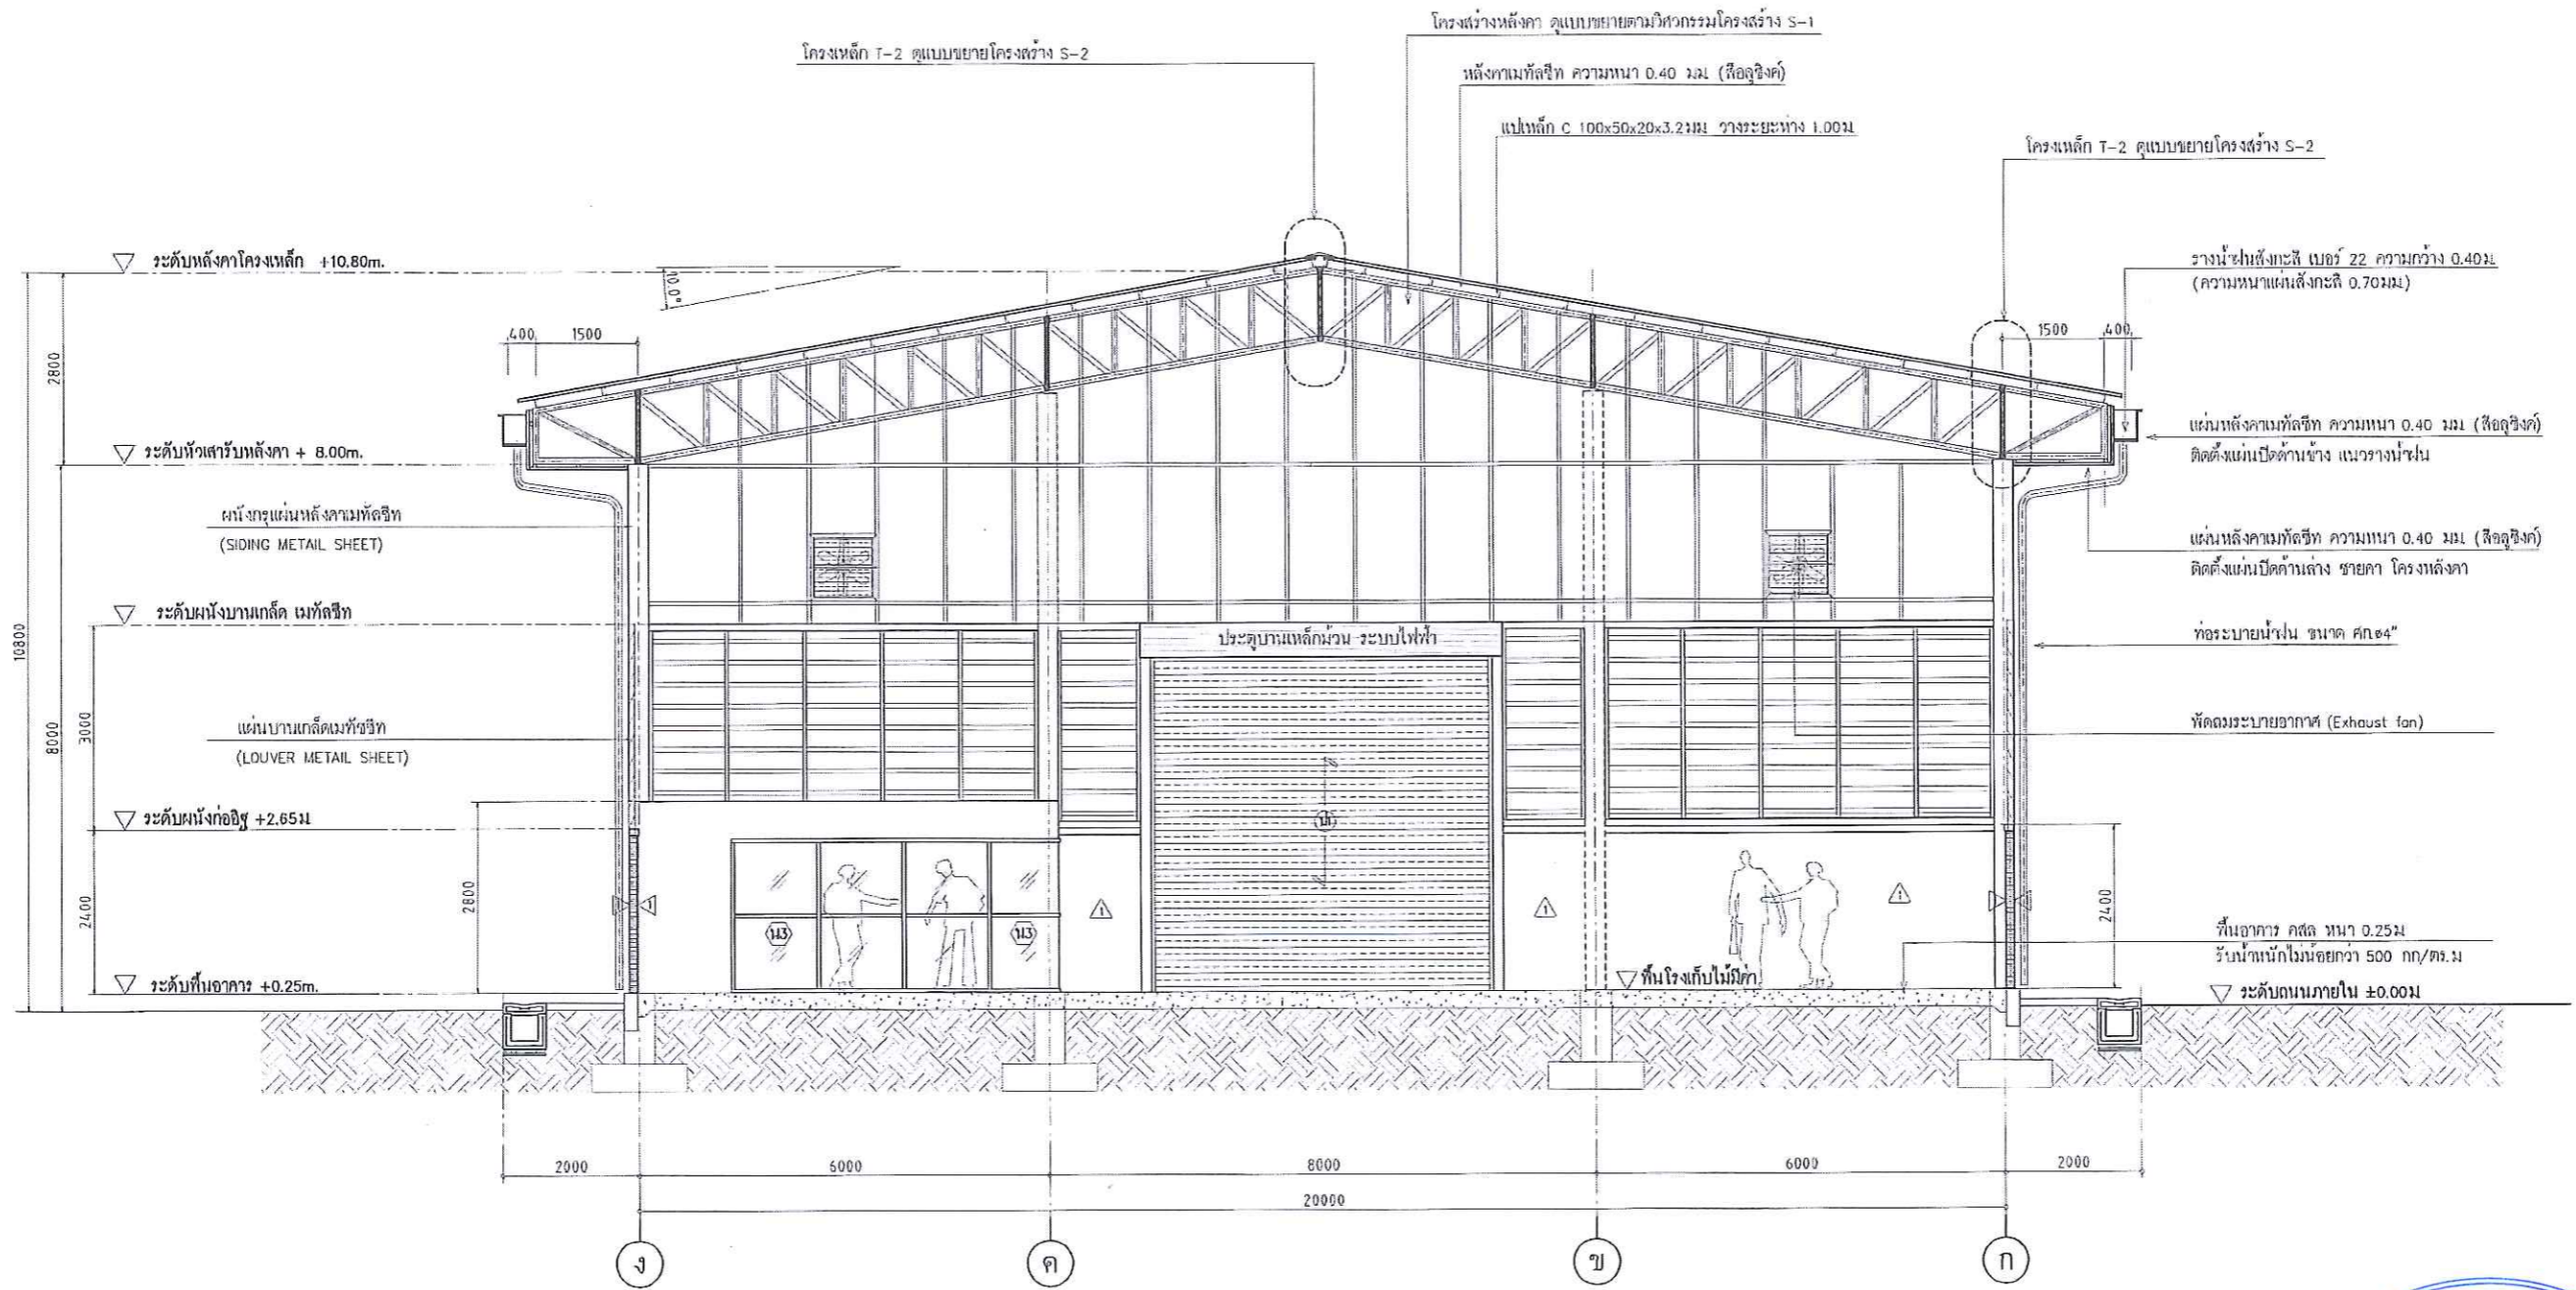 โครงสร้างหลังคา ดูแบบขยายตามวิศวกรรมโครงสร้าง S-1
โครงเหล็ก T-2 ดูแบบขยายโครงสร้าง S-2
หลังคาเมทัลชีท ความหนา 0.40 มม (สีอลูซิงค์)
แปเหล็ก C 100x50x20x3.2มม วางระยะห่าง 1.00ม
โครงเหล็ก T-2 ดูแบบขยายโครงสร้าง S-2
ระดับหลังคาโครงเหล็ก +10.80m.
10.0°
รางน้ำฝนสังกะสี เบอร์ 22 ความกว้าง 0.40ม
(ความหนาแผ่นสังกะสี 0.70มม)
400 1500
1500 400
2800
แผ่นหลังคาเมทัลชีท ความหนา 0.40 มม (สีอลูซิงค์)
ติดตั้งแผ่นปิดด้านข้าง แนวรางน้ำฝน
ระดับหัวเสารับหลังคา + 8.00m.
ผนังกรุแผ่นหลังคาเมทัลชีท
(SIDING METAIL SHEET)
แผ่นหลังคาเมทัลชีท ความหนา 0.40 มม (สีอลูซิงค์)
ติดตั้งแผ่นปิดด้านล่าง ชายคา โครงหลังคา
ระดับผนังบานเกล็ด เมทัลชีท
10800
8000
3000
ประตูบานเหล็กม้วน ระบบไฟฟ้า
ท่อระบายน้ำฝน ขนาด ศก.ø4"
แผ่นบานเกล็ดเมทัชชีท
(LOUVER METAIL SHEET)
พัดลมระบายอากาศ (Exhaust fan)
ระดับผนังก่ออิฐ +2.65ม
2400
2800
1
น3
น3
1
ป1
1
1
2400
พื้นอาคาร คสล หนา 0.25ม
รับน้ำหนักไม่น้อยกว่า 500 กก/ตร.ม
ระดับพื้นอาคาร +0.25m.
พื้นโรงเก็บไม้มีค่า
ระดับถนนภายใน ±0.00ม
2000 6000 8000 6000 2000
20000
ง ค ข ก